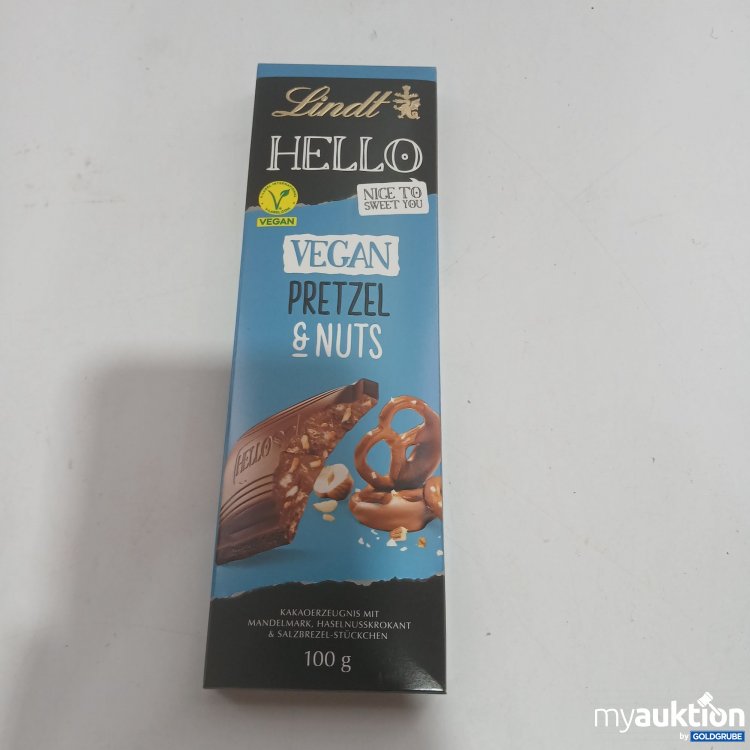 Lindt
HELLO
NICE TO
SWEET YOU
VEGAN
VEGAN
PRETZEL
& NUTS
HELLO
KAKAOERZEUGNIS MIT
MANDELMARK, HASELNUSSKROKANT
& SALZBREZEL-STÜCKCHEN
100 g
myauktion
by GOLDGRUBE